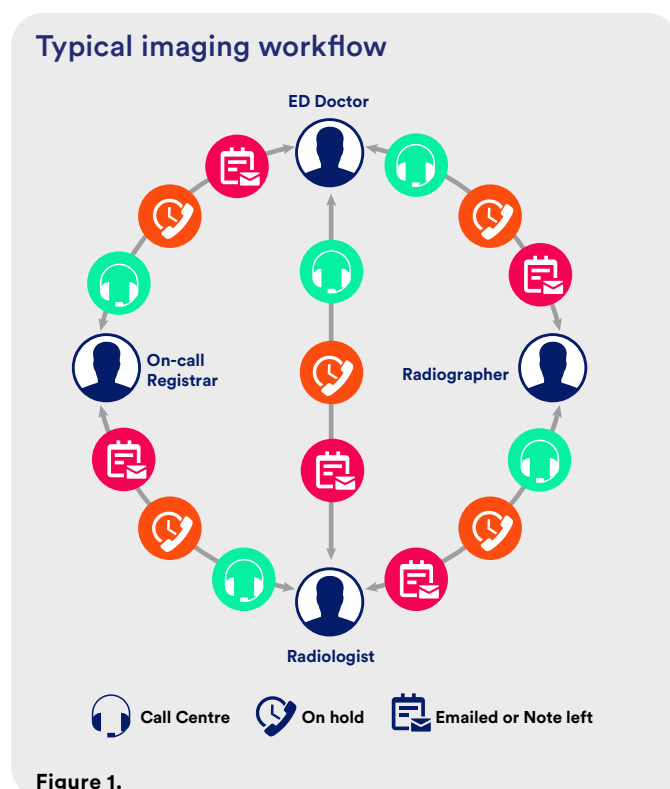 Typical imaging workflow
ED Doctor
On-call
Registrar
Radiographer
Radiologist
Call Centre
On hold
Emailed or Note left
Figure 1.